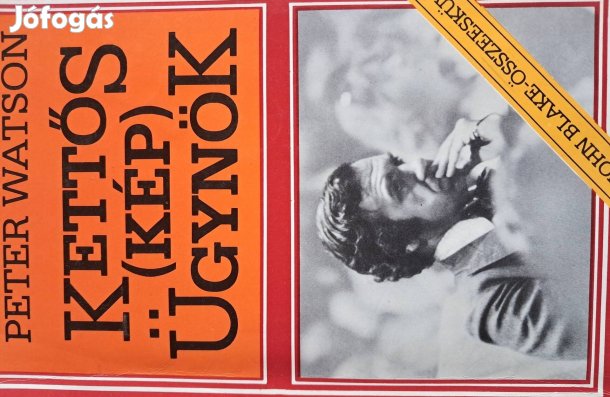 Jófogás
PETER WATSON
KETTŐS
(KÉP)
ÜGYNÖK
JOHN BLAKE-ÖSSZEESKÜ